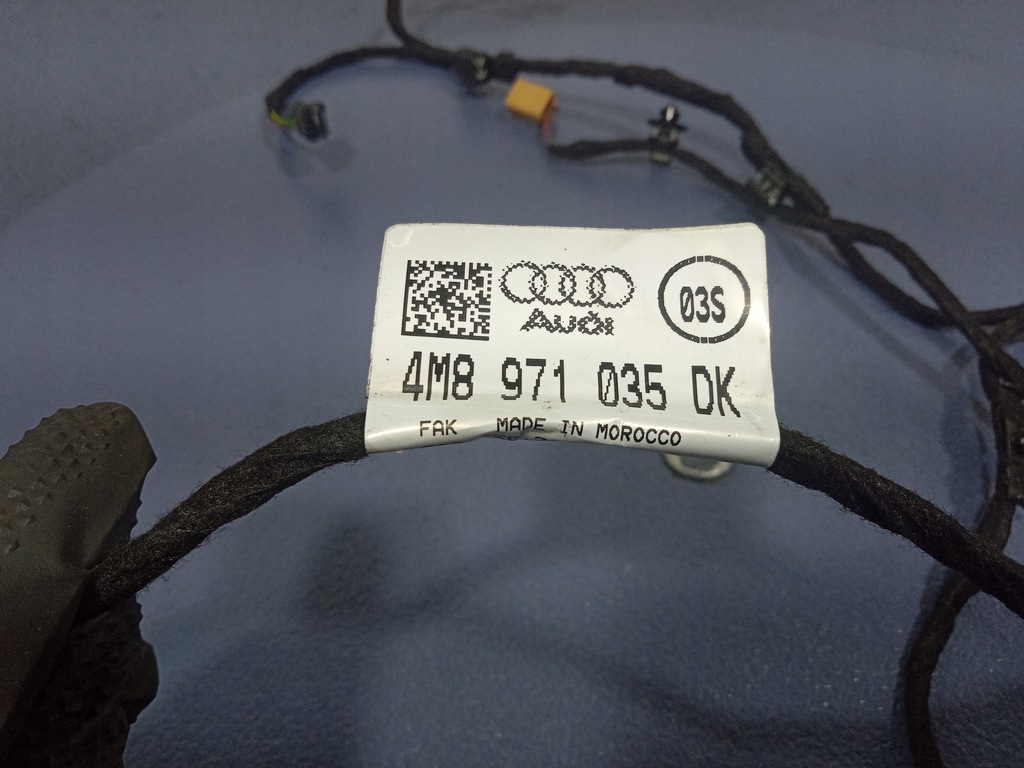 Audi
03S
4M8 971 035 DK
FAK MADE IN MOROCCO